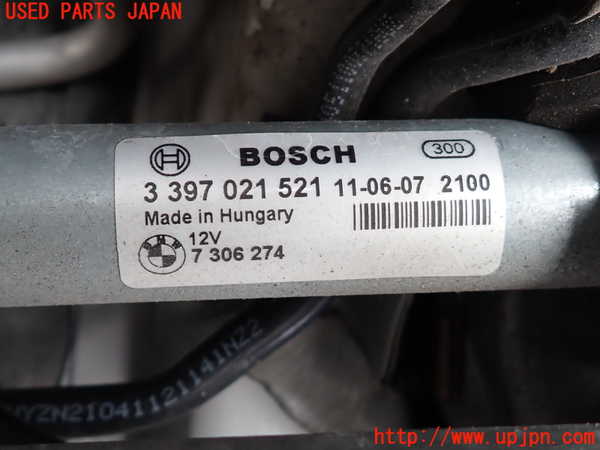 USED PARTS JAPAN
BOSCH
300
3 397 021 521 11-06-07 2100
Made in Hungary
12V
BMW
7 306 274
http://www.upjpn.com